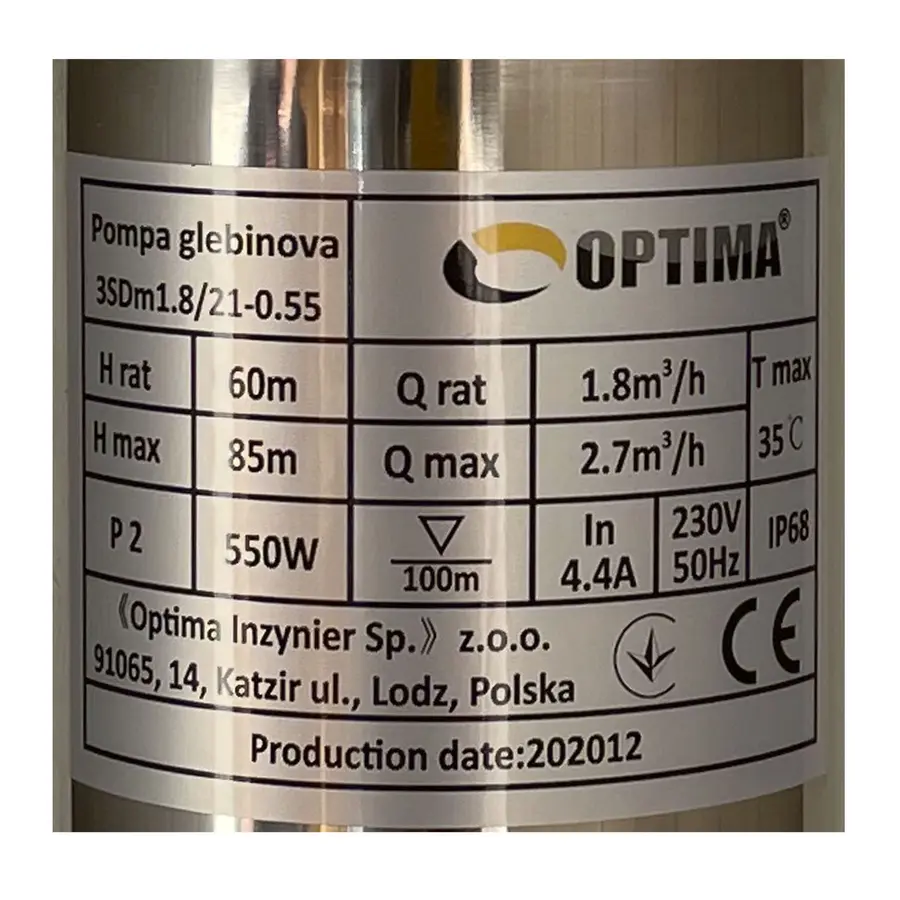 Pompa glebinova
3SDm1.8/21-0.55
OPTIMA®
H rat
60m
Q rat
1.8m³/h
T max
35℃
H max
85m
Q max
2.7m³/h
P 2
550W
100m
In
4.4A
230V
50Hz
IP68
《Optima Inzynier Sp.》 z.o.o.
91065, 14, Katzir ul., Lodz, Polska
CE
Production date:202012